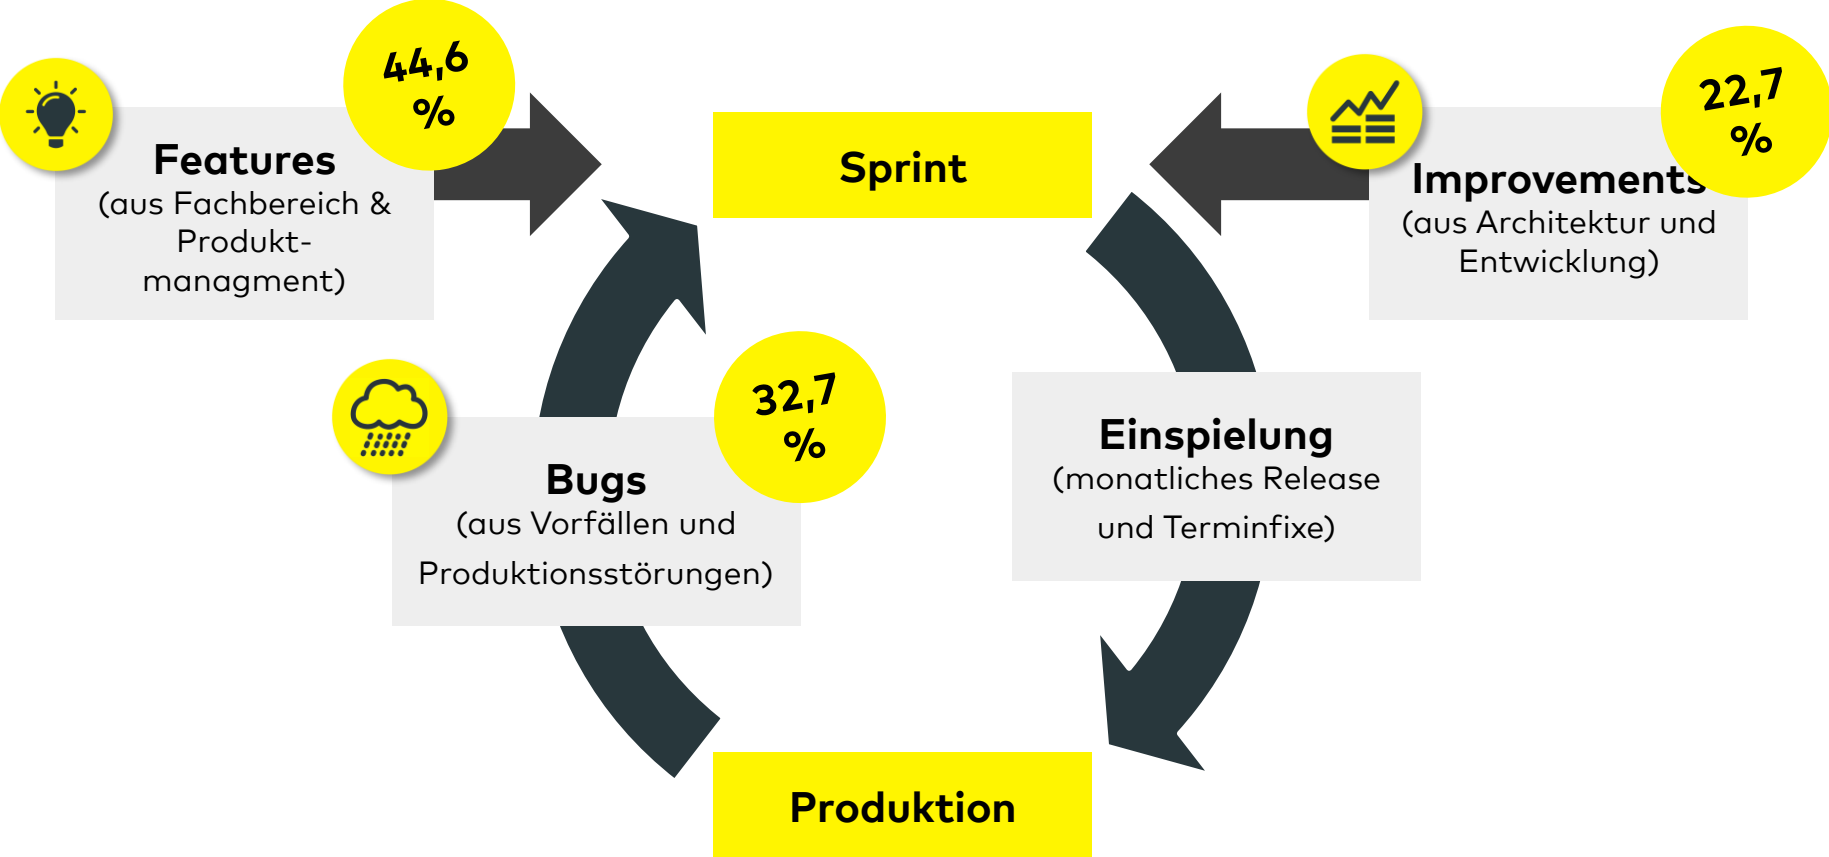 44,6
%
Features
(aus Fachbereich &
Produkt-
managment)
Sprint
22,7
%
Improvements
(aus Architektur und
Entwicklung)
32,7
%
Bugs
(aus Vorfällen und
Produktionsstörungen)
Einspielung
(monatliches Release
und Terminfixe)
Produktion